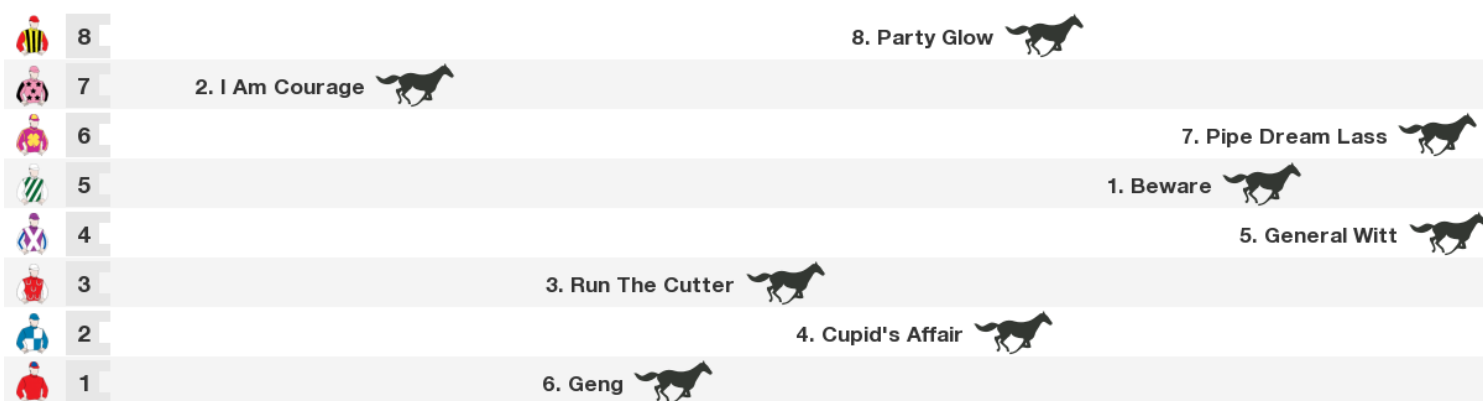 8 8. Party Glow
7 2. I Am Courage
6 7. Pipe Dream Lass
5 1. Beware
4 5. General Witt
3 3. Run The Cutter
2 4. Cupid's Affair
1 6. Geng